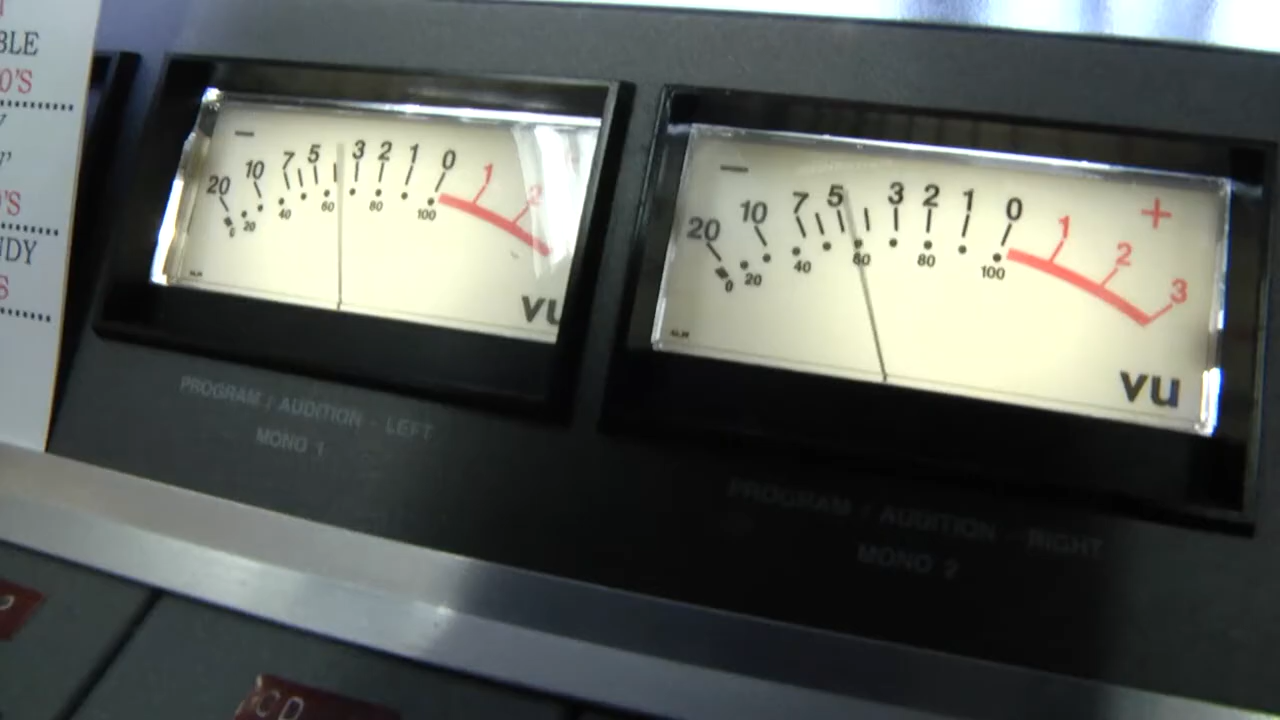 BLE
0'S
Y
Y'
'S
NDY
S
− 20 10 7 5 3 2 1 0 1 2
0 20 40 60 80 100
VU
PROGRAM / AUDITION - LEFT
MONO 1
− 20 10 7 5 3 2 1 0 1 2 3 +
0 20 40 60 80 100
VU
PROGRAM / AUDITION - RIGHT
MONO 2
CD